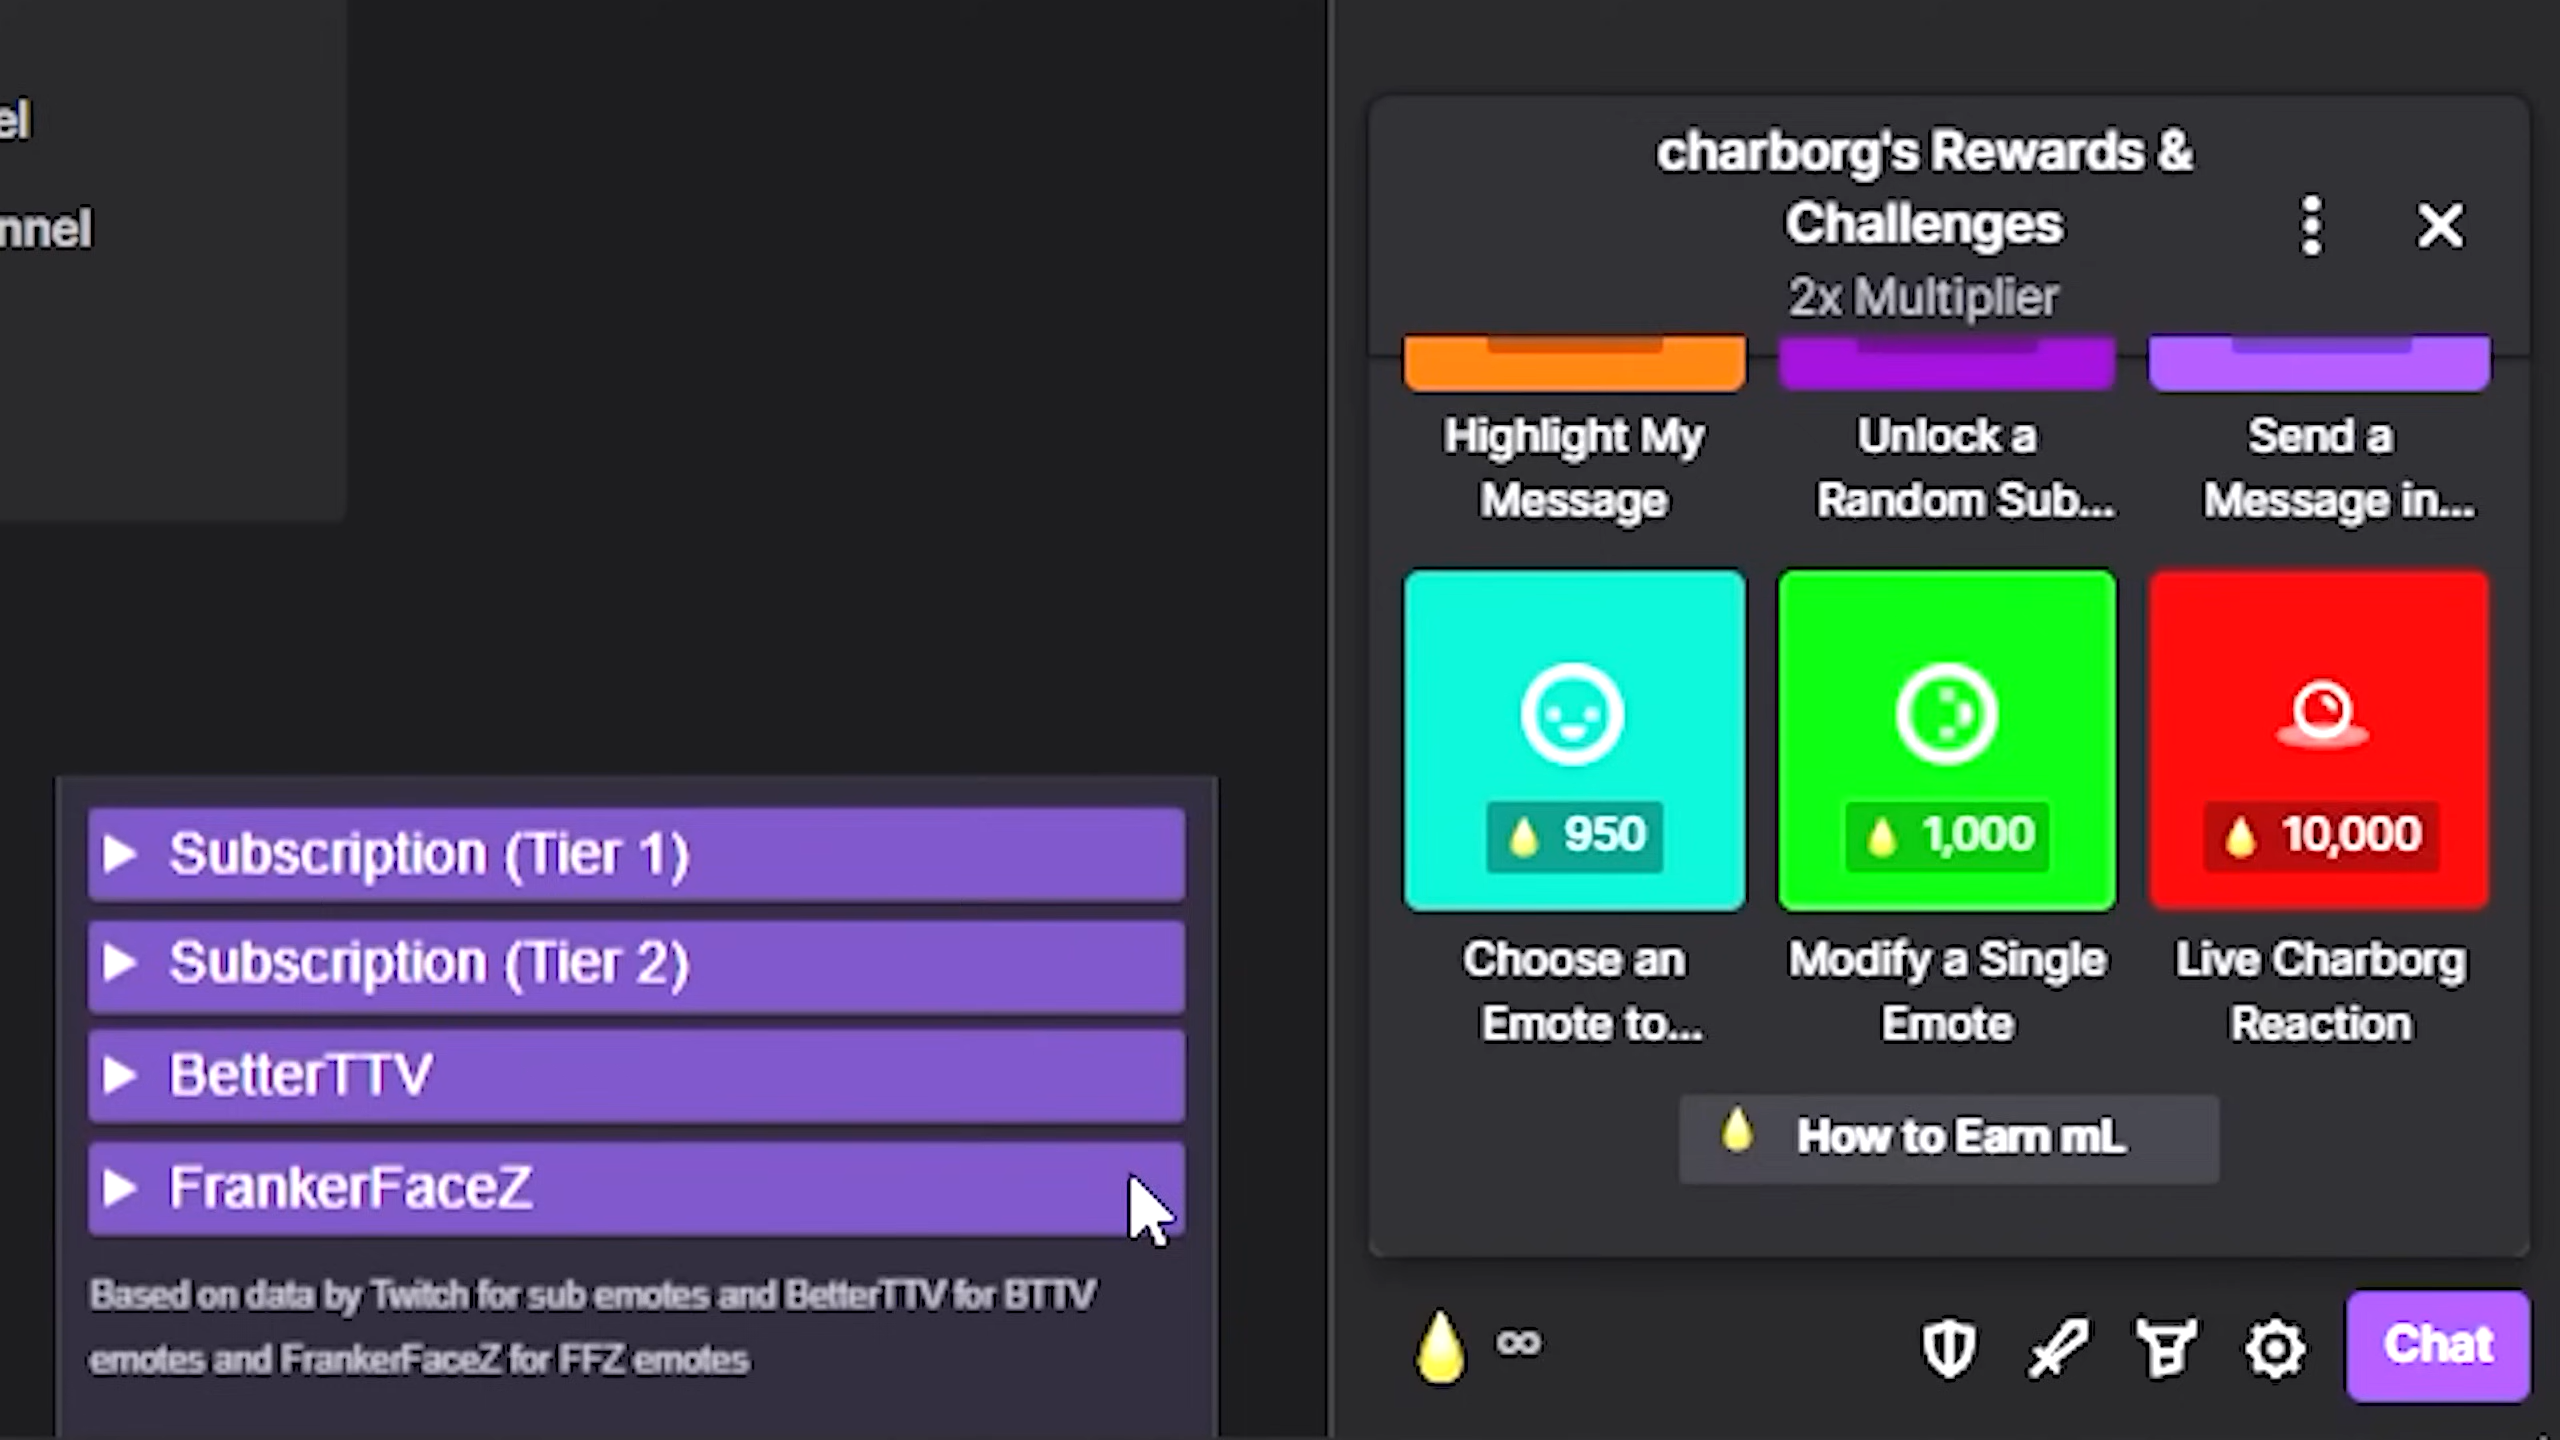 el
nnel
Subscription (Tier 1)
Subscription (Tier 2)
BetterTTV
FrankerFaceZ
Based on data by Twitch for sub emotes and BetterTTV for BTTV
emotes and FrankerFaceZ for FFZ emotes
charborg's Rewards &
Challenges
2x Multiplier
Highlight My
Message
Unlock a
Random Sub...
Send a
Message in...
950
1,000
10,000
Choose an
Emote to...
Modify a Single
Emote
Live Charborg
Reaction
How to Earn mL
∞
Chat